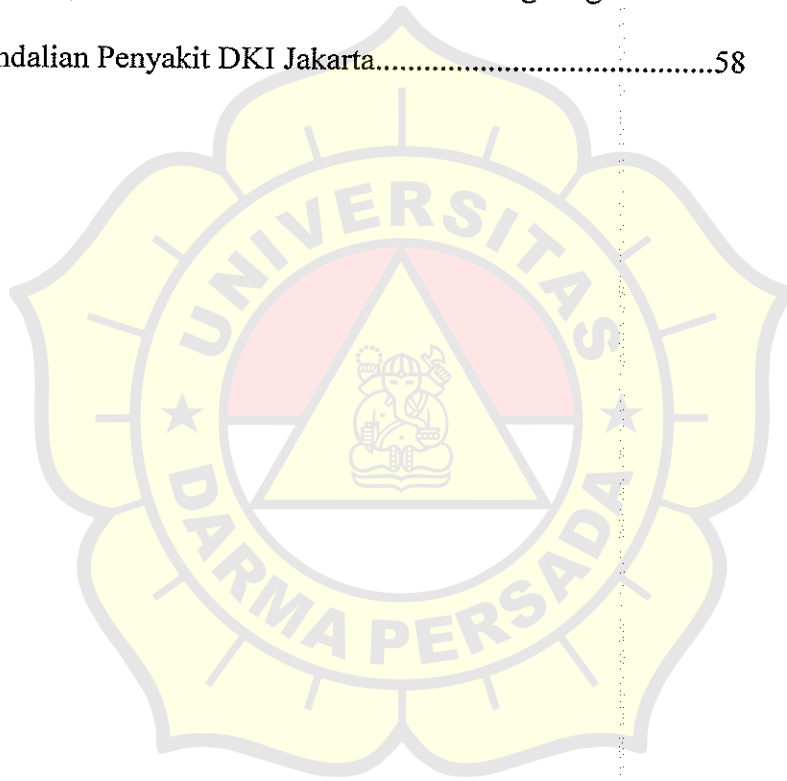 ndalian Penyakit DKI Jakarta...........................................58
UNIVERSITAS
DARMA PERSADA